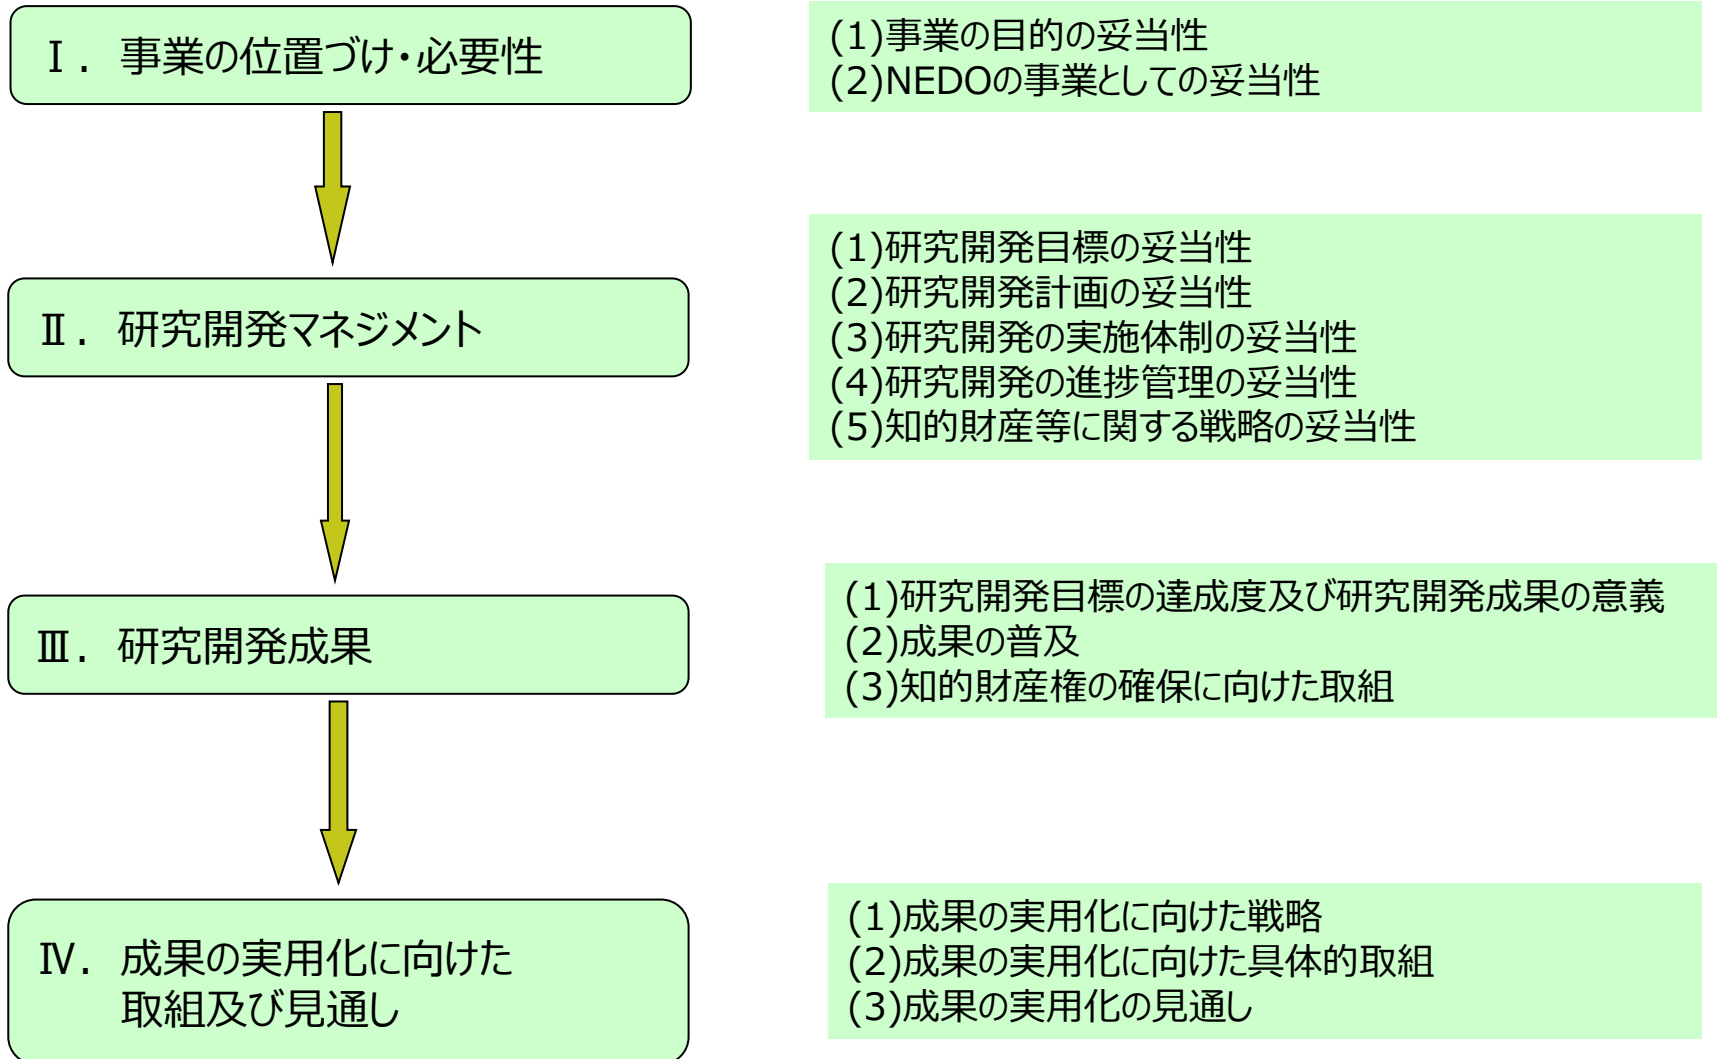 Ⅰ. 事業の位置づけ・必要性
(1)事業の目的の妥当性
(2)NEDOの事業としての妥当性
Ⅱ. 研究開発マネジメント
(1)研究開発目標の妥当性
(2)研究開発計画の妥当性
(3)研究開発の実施体制の妥当性
(4)研究開発の進捗管理の妥当性
(5)知的財産等に関する戦略の妥当性
Ⅲ. 研究開発成果
(1)研究開発目標の達成度及び研究開発成果の意義
(2)成果の普及
(3)知的財産権の確保に向けた取組
Ⅳ. 成果の実用化に向けた
取組及び見通し
(1)成果の実用化に向けた戦略
(2)成果の実用化に向けた具体的取組
(3)成果の実用化の見通し